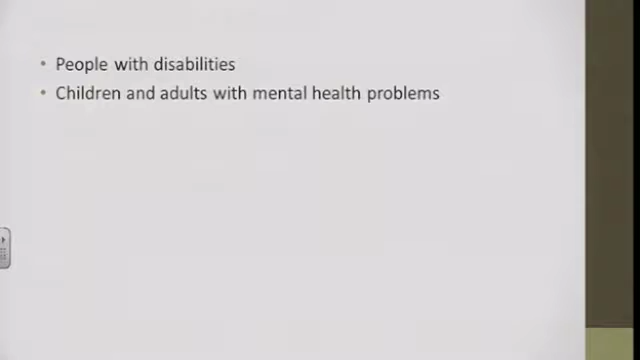 • People with disabilities
• Children and adults with mental health problems